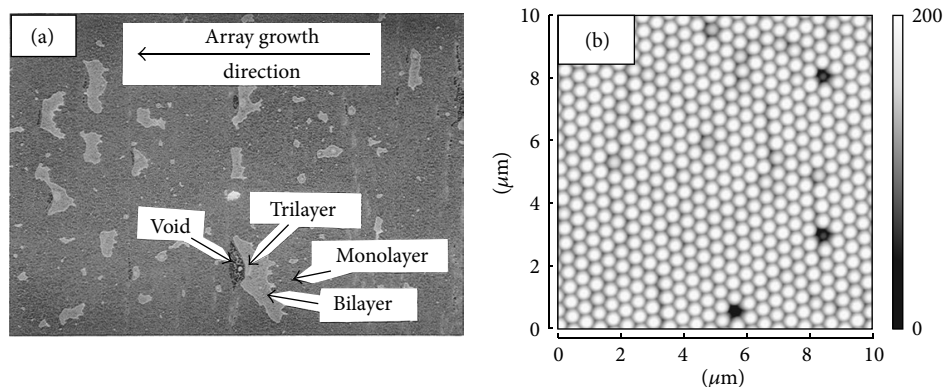 (a)
Array growth
direction
Void
Trilayer
Monolayer
Bilayer
(b)
10
8
6
4
2
0
(μm)
0 2 4 6 8 10
(μm)
200
0